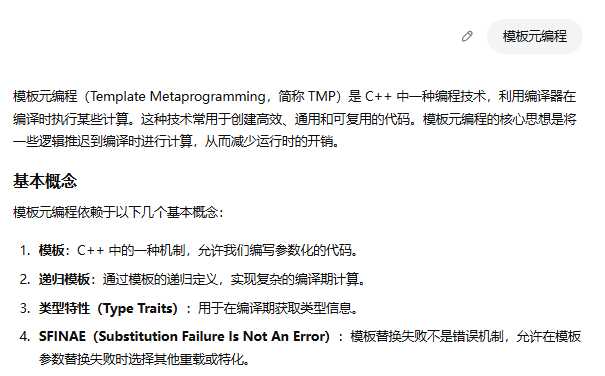 模板元编程
模板元编程（Template Metaprogramming，简称 TMP）是 C++ 中一种编程技术，利用编译器在
编译时执行某些计算。这种技术常用于创建高效、通用和可复用的代码。模板元编程的核心思想是将
一些逻辑推迟到编译时进行计算，从而减少运行时的开销。
基本概念
模板元编程依赖于以下几个基本概念：
1. 模板：C++ 中的一种机制，允许我们编写参数化的代码。
2. 递归模板：通过模板的递归定义，实现复杂的编译期计算。
3. 类型特性（Type Traits）：用于在编译期获取类型信息。
4. SFINAE（Substitution Failure Is Not An Error）：模板替换失败不是错误机制，允许在模板
参数替换失败时选择其他重载或特化。